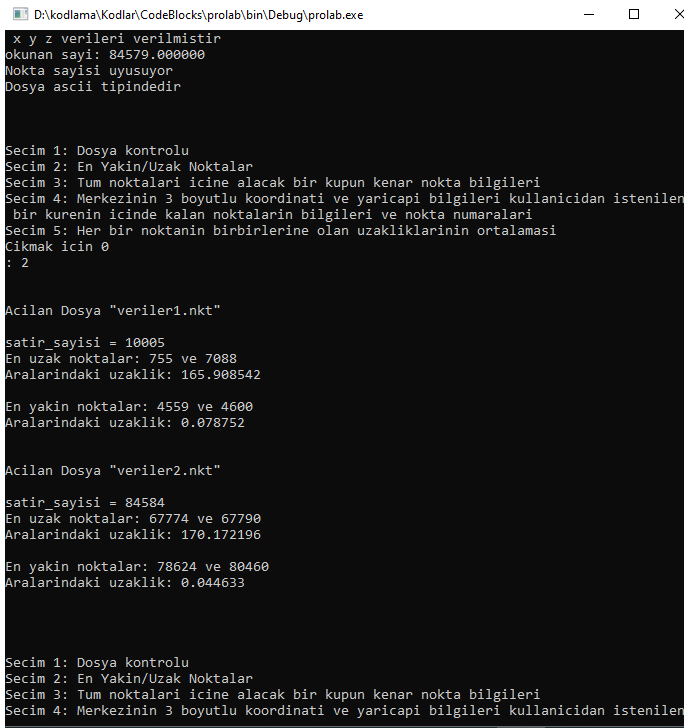 D:\kodlama\Kodlar\CodeBlocks\prolab\bin\Debug\prolab.exe
x y z verileri verilmistir
okunan sayi: 84579.000000
Nokta sayisi uyusuyor
Dosya ascii tipindedir
Secim 1: Dosya kontrolu
Secim 2: En Yakin/Uzak Noktalar
Secim 3: Tum noktalari icine alacak bir kupun kenar nokta bilgileri
Secim 4: Merkezinin 3 boyutlu koordinati ve yaricapi bilgileri kullanicidan istenilen
bir kurenin icinde kalan noktalarin bilgileri ve nokta numaralari
Secim 5: Her bir noktanin birbirlerine olan uzakliklarinin ortalamasi
Cikmak icin 0
: 2
Acilan Dosya "veriler1.nkt"
satir_sayisi = 10005
En uzak noktalar: 755 ve 7088
Aralarindaki uzaklik: 165.908542
En yakin noktalar: 4559 ve 4600
Aralarindaki uzaklik: 0.078752
Acilan Dosya "veriler2.nkt"
satir_sayisi = 84584
En uzak noktalar: 67774 ve 67790
Aralarindaki uzaklik: 170.172196
En yakin noktalar: 78624 ve 80460
Aralarindaki uzaklik: 0.044633
Secim 1: Dosya kontrolu
Secim 2: En Yakin/Uzak Noktalar
Secim 3: Tum noktalari icine alacak bir kupun kenar nokta bilgileri
Secim 4: Merkezinin 3 boyutlu koordinati ve yaricapi bilgileri kullanicidan istenilen